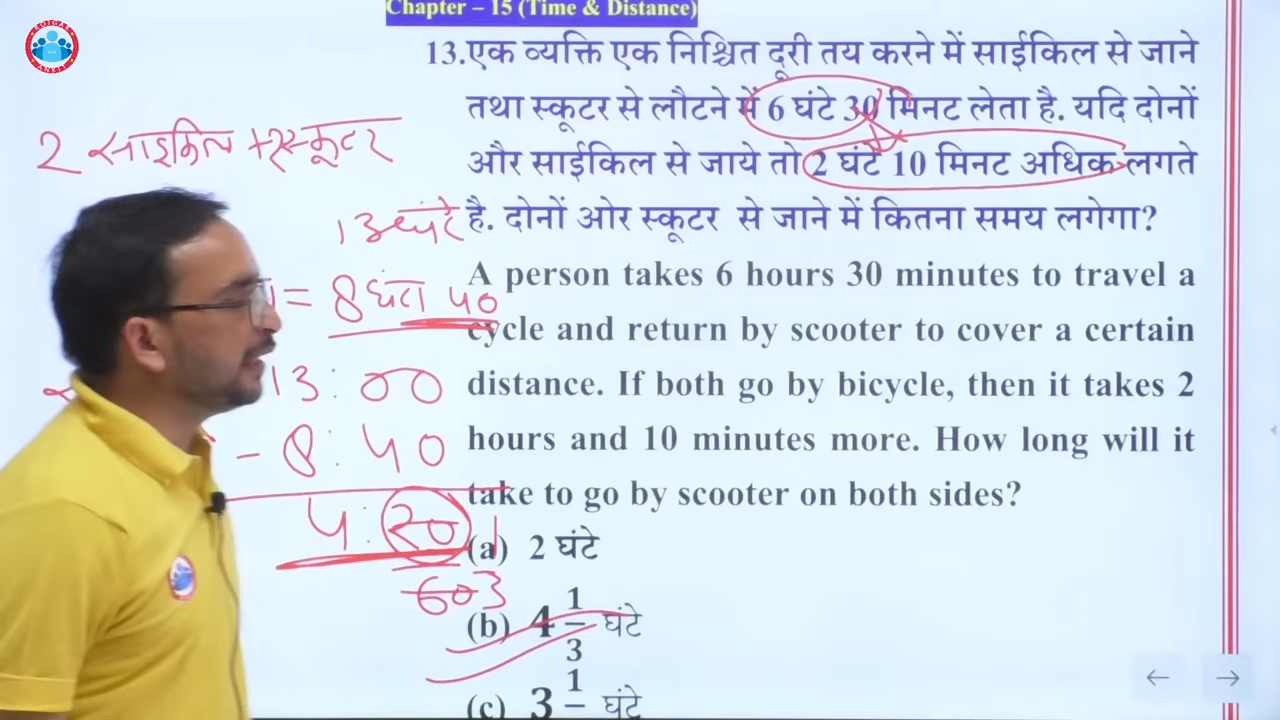 Chapter – 15 (Time & Distance)
13.एक व्यक्ति एक निश्चित दूरी तय करने में साईकिल से जाने
तथा स्कूटर से लौटने में 6 घंटे 30 मिनट लेता है. यदि दोनों
और साईकिल से जाये तो 2 घंटे 10 मिनट अधिक लगते
है. दोनों ओर स्कूटर से जाने में कितना समय लगेगा?
A person takes 6 hours 30 minutes to travel a
cycle and return by scooter to cover a certain
distance. If both go by bicycle, then it takes 2
hours and 10 minutes more. How long will it
take to go by scooter on both sides?
(a) 2 घंटे
(b) 4 1/3 घंटे
(c) 3 1 घंटे
2 साइकिल + स्कूटर
13 घंटे
= 8 घंटा 40
13:00
- 8:40
4:20 1
60 3
ROJGAR
ANKIT